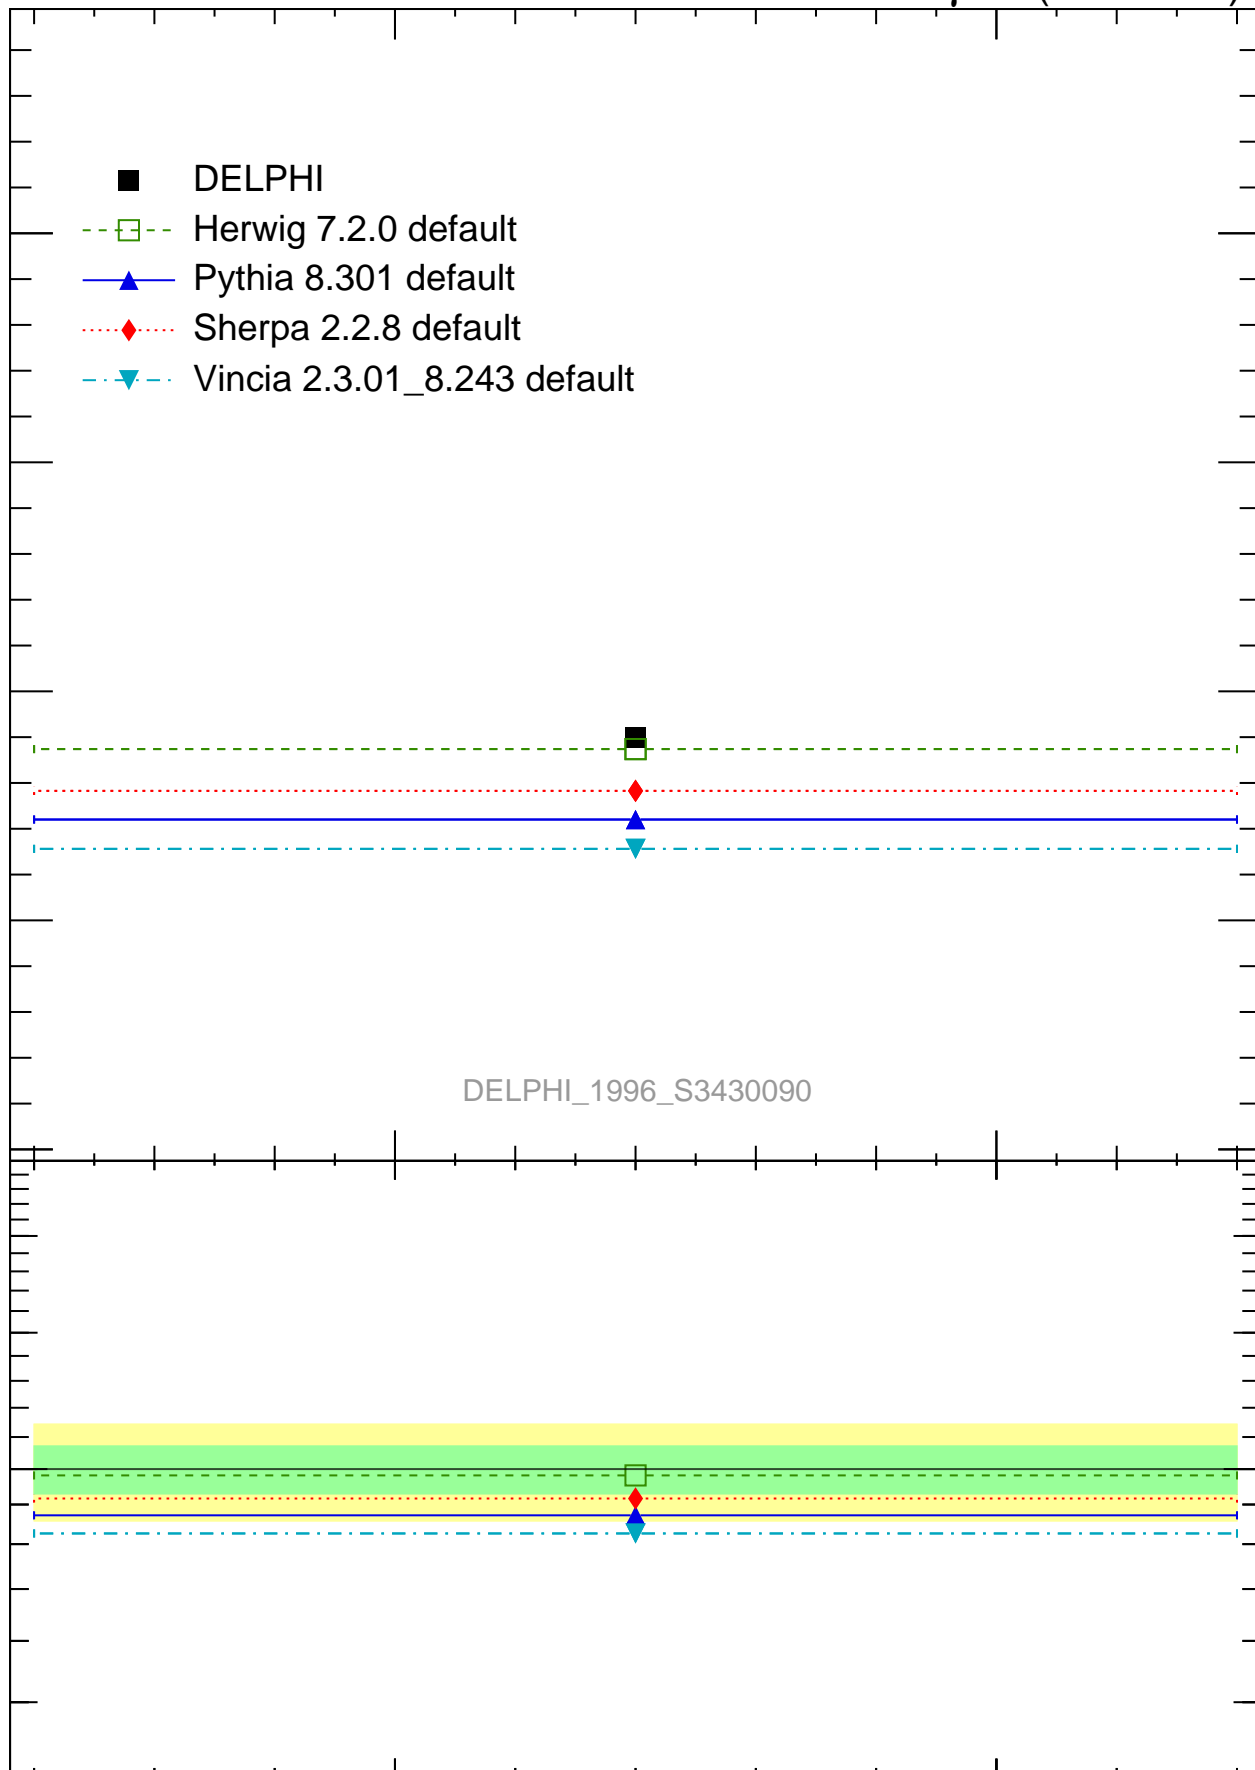 DELPHI
Herwig 7.2.0 default
Pythia 8.301 default
Sherpa 2.2.8 default
Vincia 2.3.01_8.243 default
DELPHI_1996_S3430090